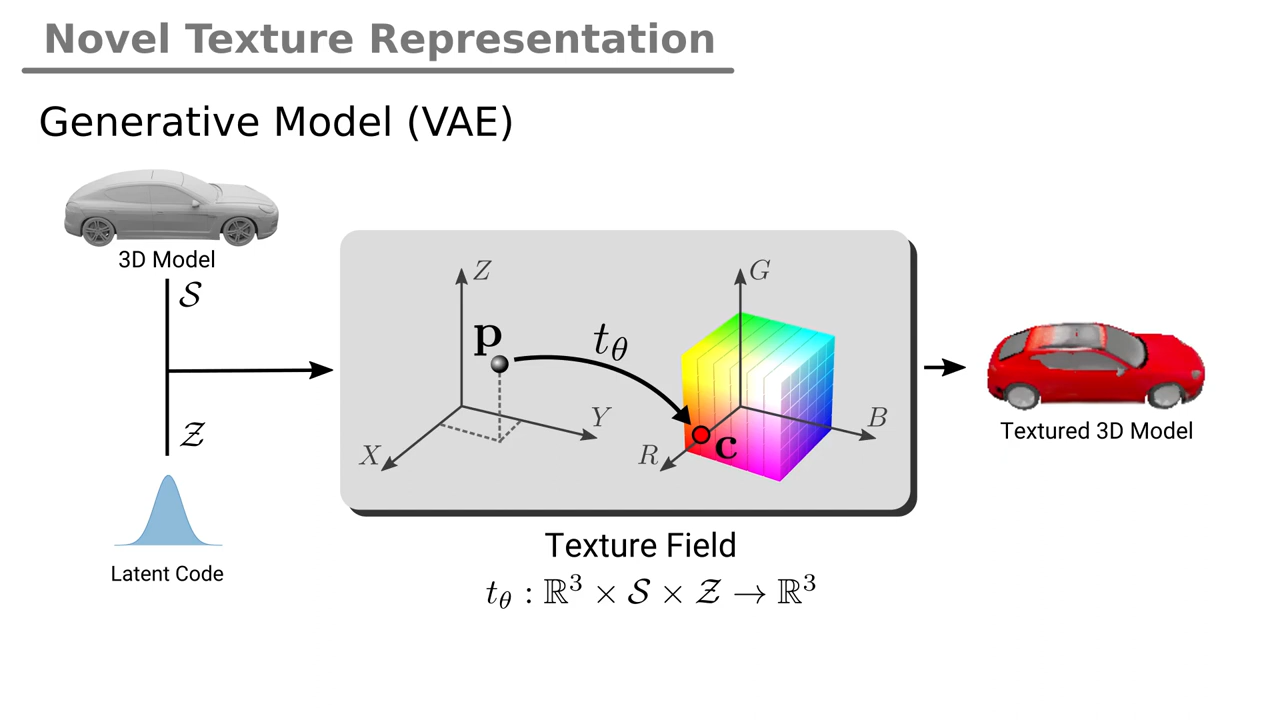 Novel Texture Representation
Generative Model (VAE)
3D Model
𝒮
𝒵
Latent Code
Z
p
Y
X
t_θ
G
B
R
c
Texture Field
t_θ : ℝ³ × 𝒮 × 𝒵 → ℝ³
Textured 3D Model